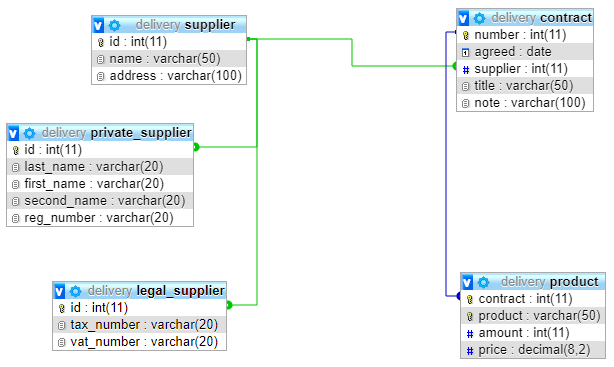 delivery supplier
id : int(11)
name : varchar(50)
address : varchar(100)
delivery contract
number : int(11)
agreed : date
supplier : int(11)
title : varchar(50)
note : varchar(100)
delivery private_supplier
id : int(11)
last_name : varchar(20)
first_name : varchar(20)
second_name : varchar(20)
reg_number : varchar(20)
delivery legal_supplier
id : int(11)
tax_number : varchar(20)
vat_number : varchar(20)
delivery product
contract : int(11)
product : varchar(50)
amount : int(11)
price : decimal(8,2)